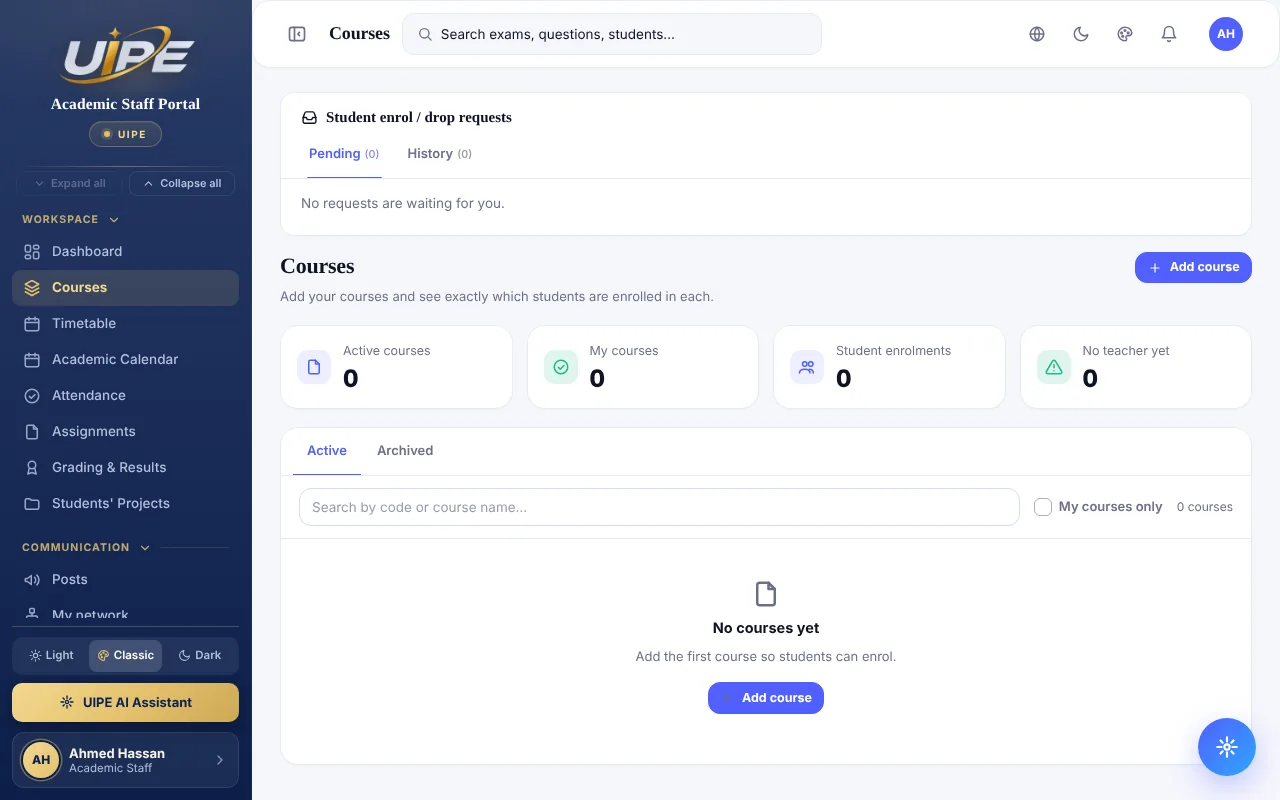 UIPE
Academic Staff Portal
UIPE
Expand all
Collapse all
WORKSPACE
Dashboard
Courses
Timetable
Academic Calendar
Attendance
Assignments
Grading & Results
Students' Projects
COMMUNICATION
Posts
My network
Light
Classic
Dark
UIPE AI Assistant
AH
Ahmed Hassan
Academic Staff
Courses
Search exams, questions, students...
AH
Student enrol / drop requests
Pending (0)
History (0)
No requests are waiting for you.
Courses
Add course
Add your courses and see exactly which students are enrolled in each.
Active courses
0
My courses
0
Student enrolments
0
No teacher yet
0
Active
Archived
Search by code or course name...
My courses only
0 courses
No courses yet
Add the first course so students can enrol.
Add course